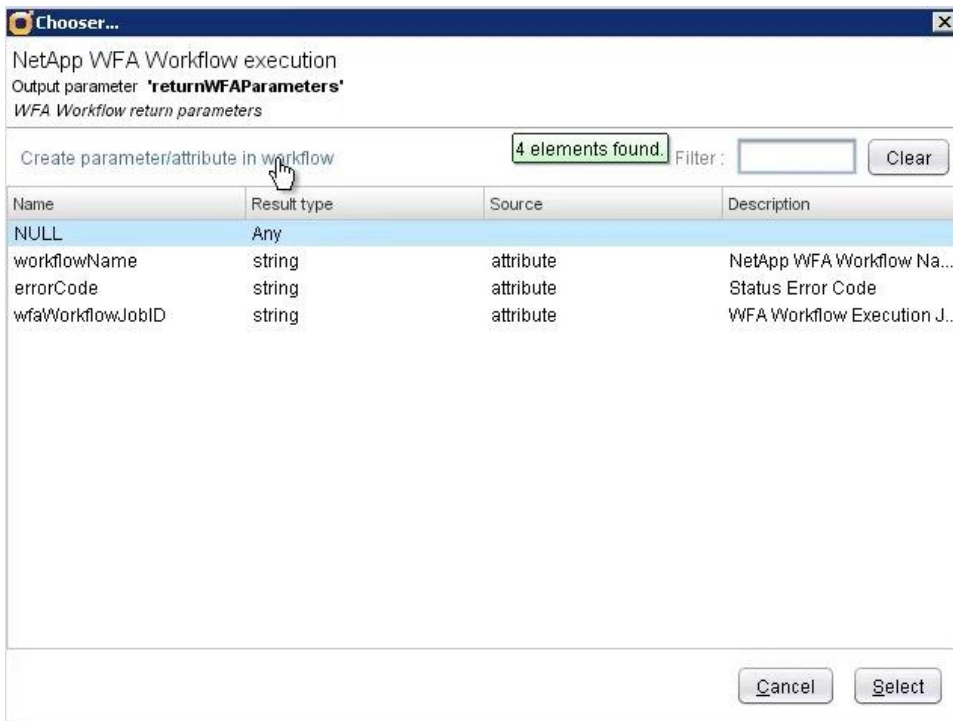 Chooser...
NetApp WFA Workflow execution
Output parameter 'returnWFAParameters'
WFA Workflow return parameters
Create parameter/attribute in workflow 4 elements found. Filter : Clear
Name Result type Source Description
NULL Any
workflowName string attribute NetApp WFA Workflow Na...
errorCode string attribute Status Error Code
wfaWorkflowJobID string attribute WFA Workflow Execution J...
Cancel Select